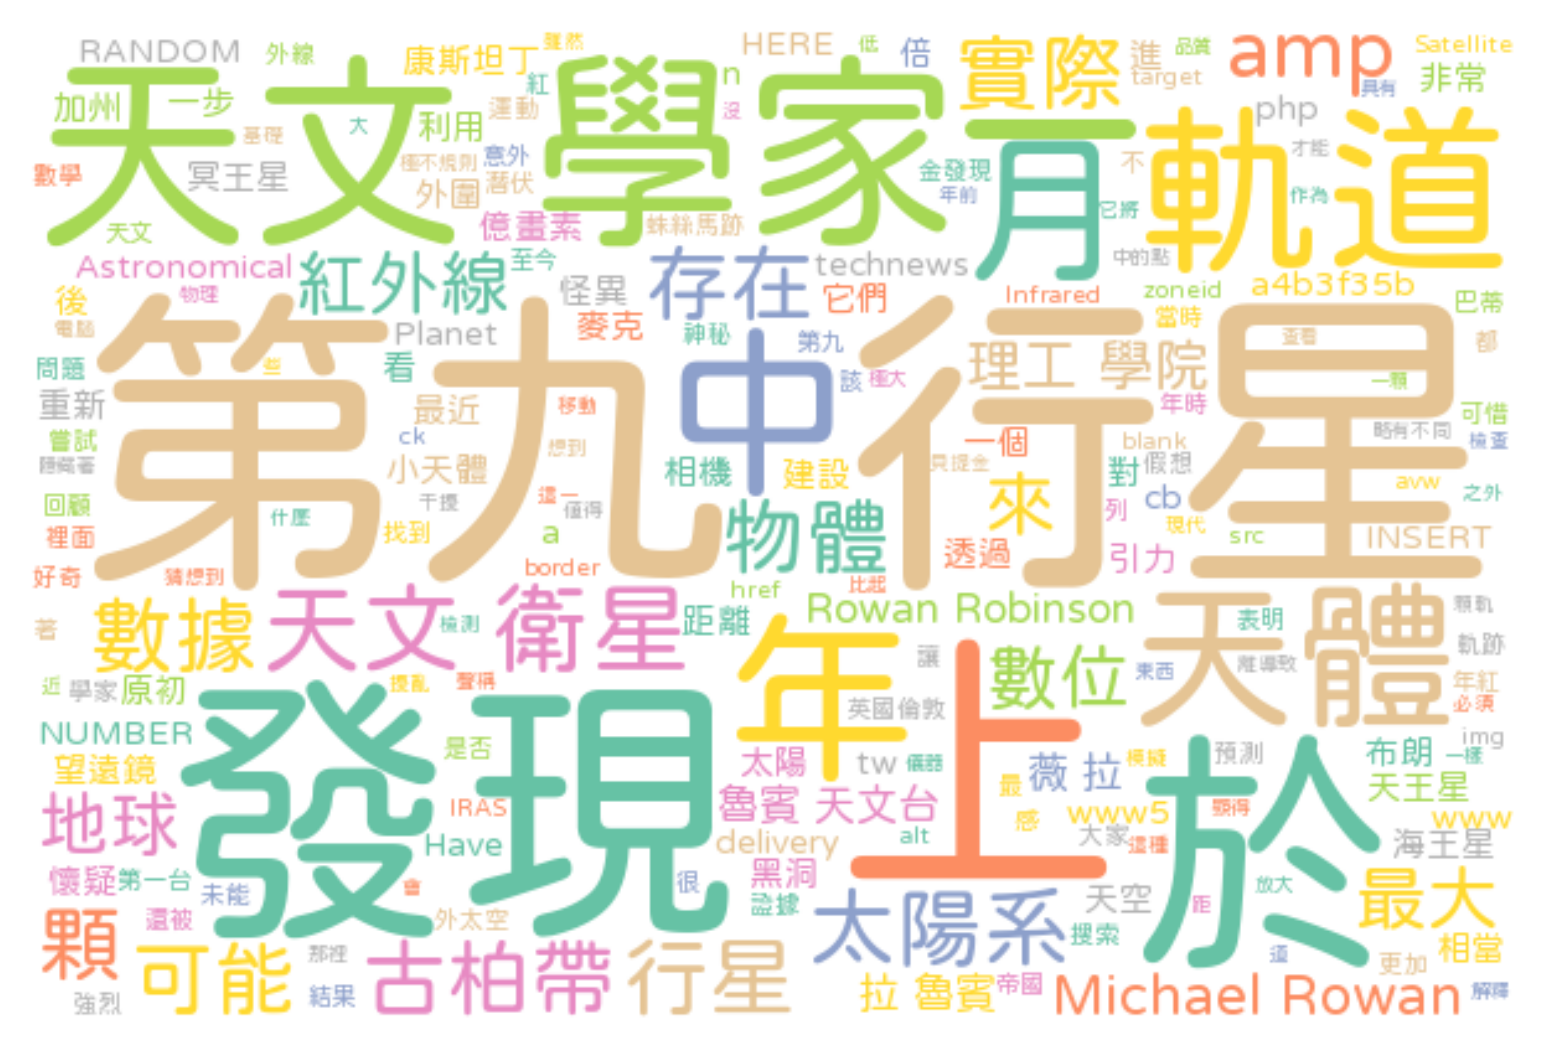 RANDOM 外線 康斯坦丁 雖然 HERE 低 倍 實際 進 品質 amp Satellite
加州 一步 天文學家 紅 n target 具有 非常
基礎 大 利用 運動 沒 月 php 軌道
數學 冥王星 極不規則 意外 金發現 不 才能
外圍 潛伏 年前 作為
天文 億畫素 蛛絲馬跡 它將
Astronomical 紅外線 至今 存在 technews 中的點
物理 怪異 它們 Infrared zoneid a4b3f35b
後 電腦 Planet 麥克 神秘 第九 當時 巴蒂
第九行星 中 理工 學院 查看 都
問題 些 看 該 極大 一顆
重新 最近 移動 年時 可借
嘗試 ck 想到 一個 blank 略有不同 檢查
隱藏著 小天體 相機 建設 貝提金 對 假想
回顧 干擾 這一 值得 來 列 cb avw 之外
裡面 什麼 找到 a 物體 現代 src INSERT
好奇 猜想到 border 透過 引力
href 比起
數據 天文 衛星 距離 Rowan Robinson 天體 顆軌
著 檢測 年 讓 數位 表明 軌跡
近 學家 原初 擾亂 聲稱 東西 離導致 年紅
發現 英國倫敦 上 必須
NUMBER 是否 於 預測 布朗 一樣 img
望遠鏡 太陽 tw 儀器 薇 拉 模擬 天王星
地球 IRAS 魯賓 天文台 最 www5 顯得 www
Have delivery alt 感 大家 這種 海王星
懷疑 第一台 未能 會 很 黑洞 天空 放大
顆 還被 外太空 證據 太陽系 搜索 距 最大
可能 那裡 古柏帶 行星 道 更加 相當
強烈 結果 拉 魯賓 帝國 Michael Rowan 解釋